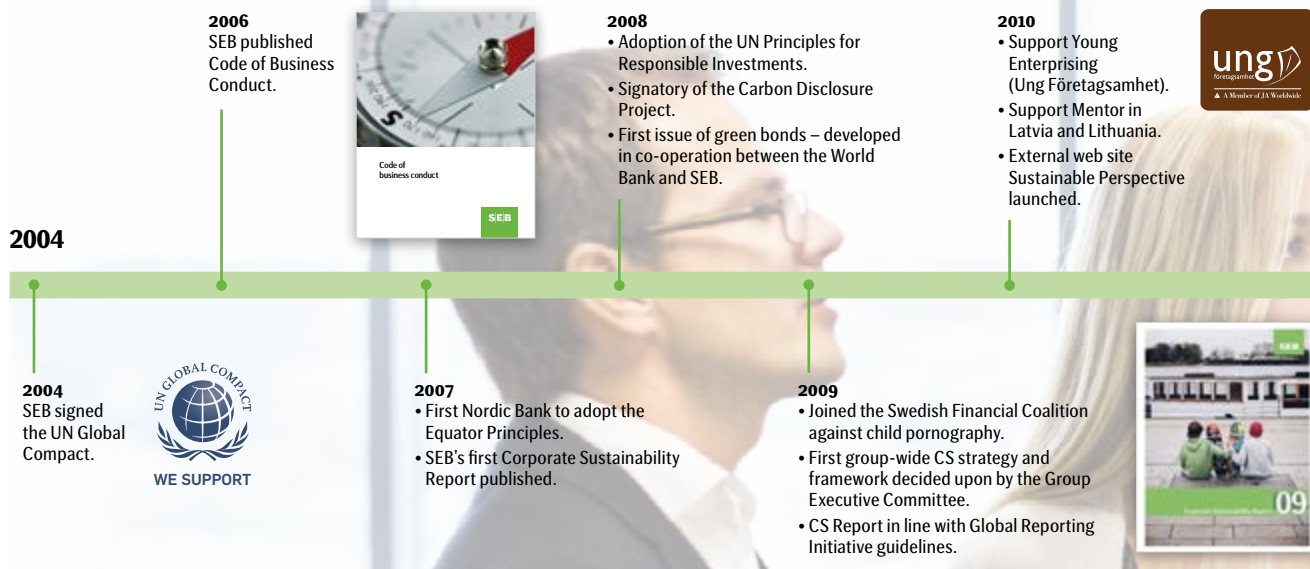 2006
SEB published
Code of Business
Conduct.
Code of
business conduct
SEB
2008
• Adoption of the UN Principles for
Responsible Investments.
• Signatory of the Carbon Disclosure
Project.
• First issue of green bonds – developed
in co-operation between the World
Bank and SEB.
2010
• Support Young
Enterprising
(Ung Företagsamhet).
• Support Mentor in
Latvia and Lithuania.
• External web site
Sustainable Perspective
launched.
ung
företagsamhet
A Member of JA Worldwide
2004
2004
SEB signed
the UN Global
Compact.
UN GLOBAL COMPACT
WE SUPPORT
2007
• First Nordic Bank to adopt the
Equator Principles.
• SEB’s first Corporate Sustainability
Report published.
2009
• Joined the Swedish Financial Coalition
against child pornography.
• First group-wide CS strategy and
framework decided upon by the Group
Executive Committee.
• CS Report in line with Global Reporting
Initiative guidelines.
SEB
09